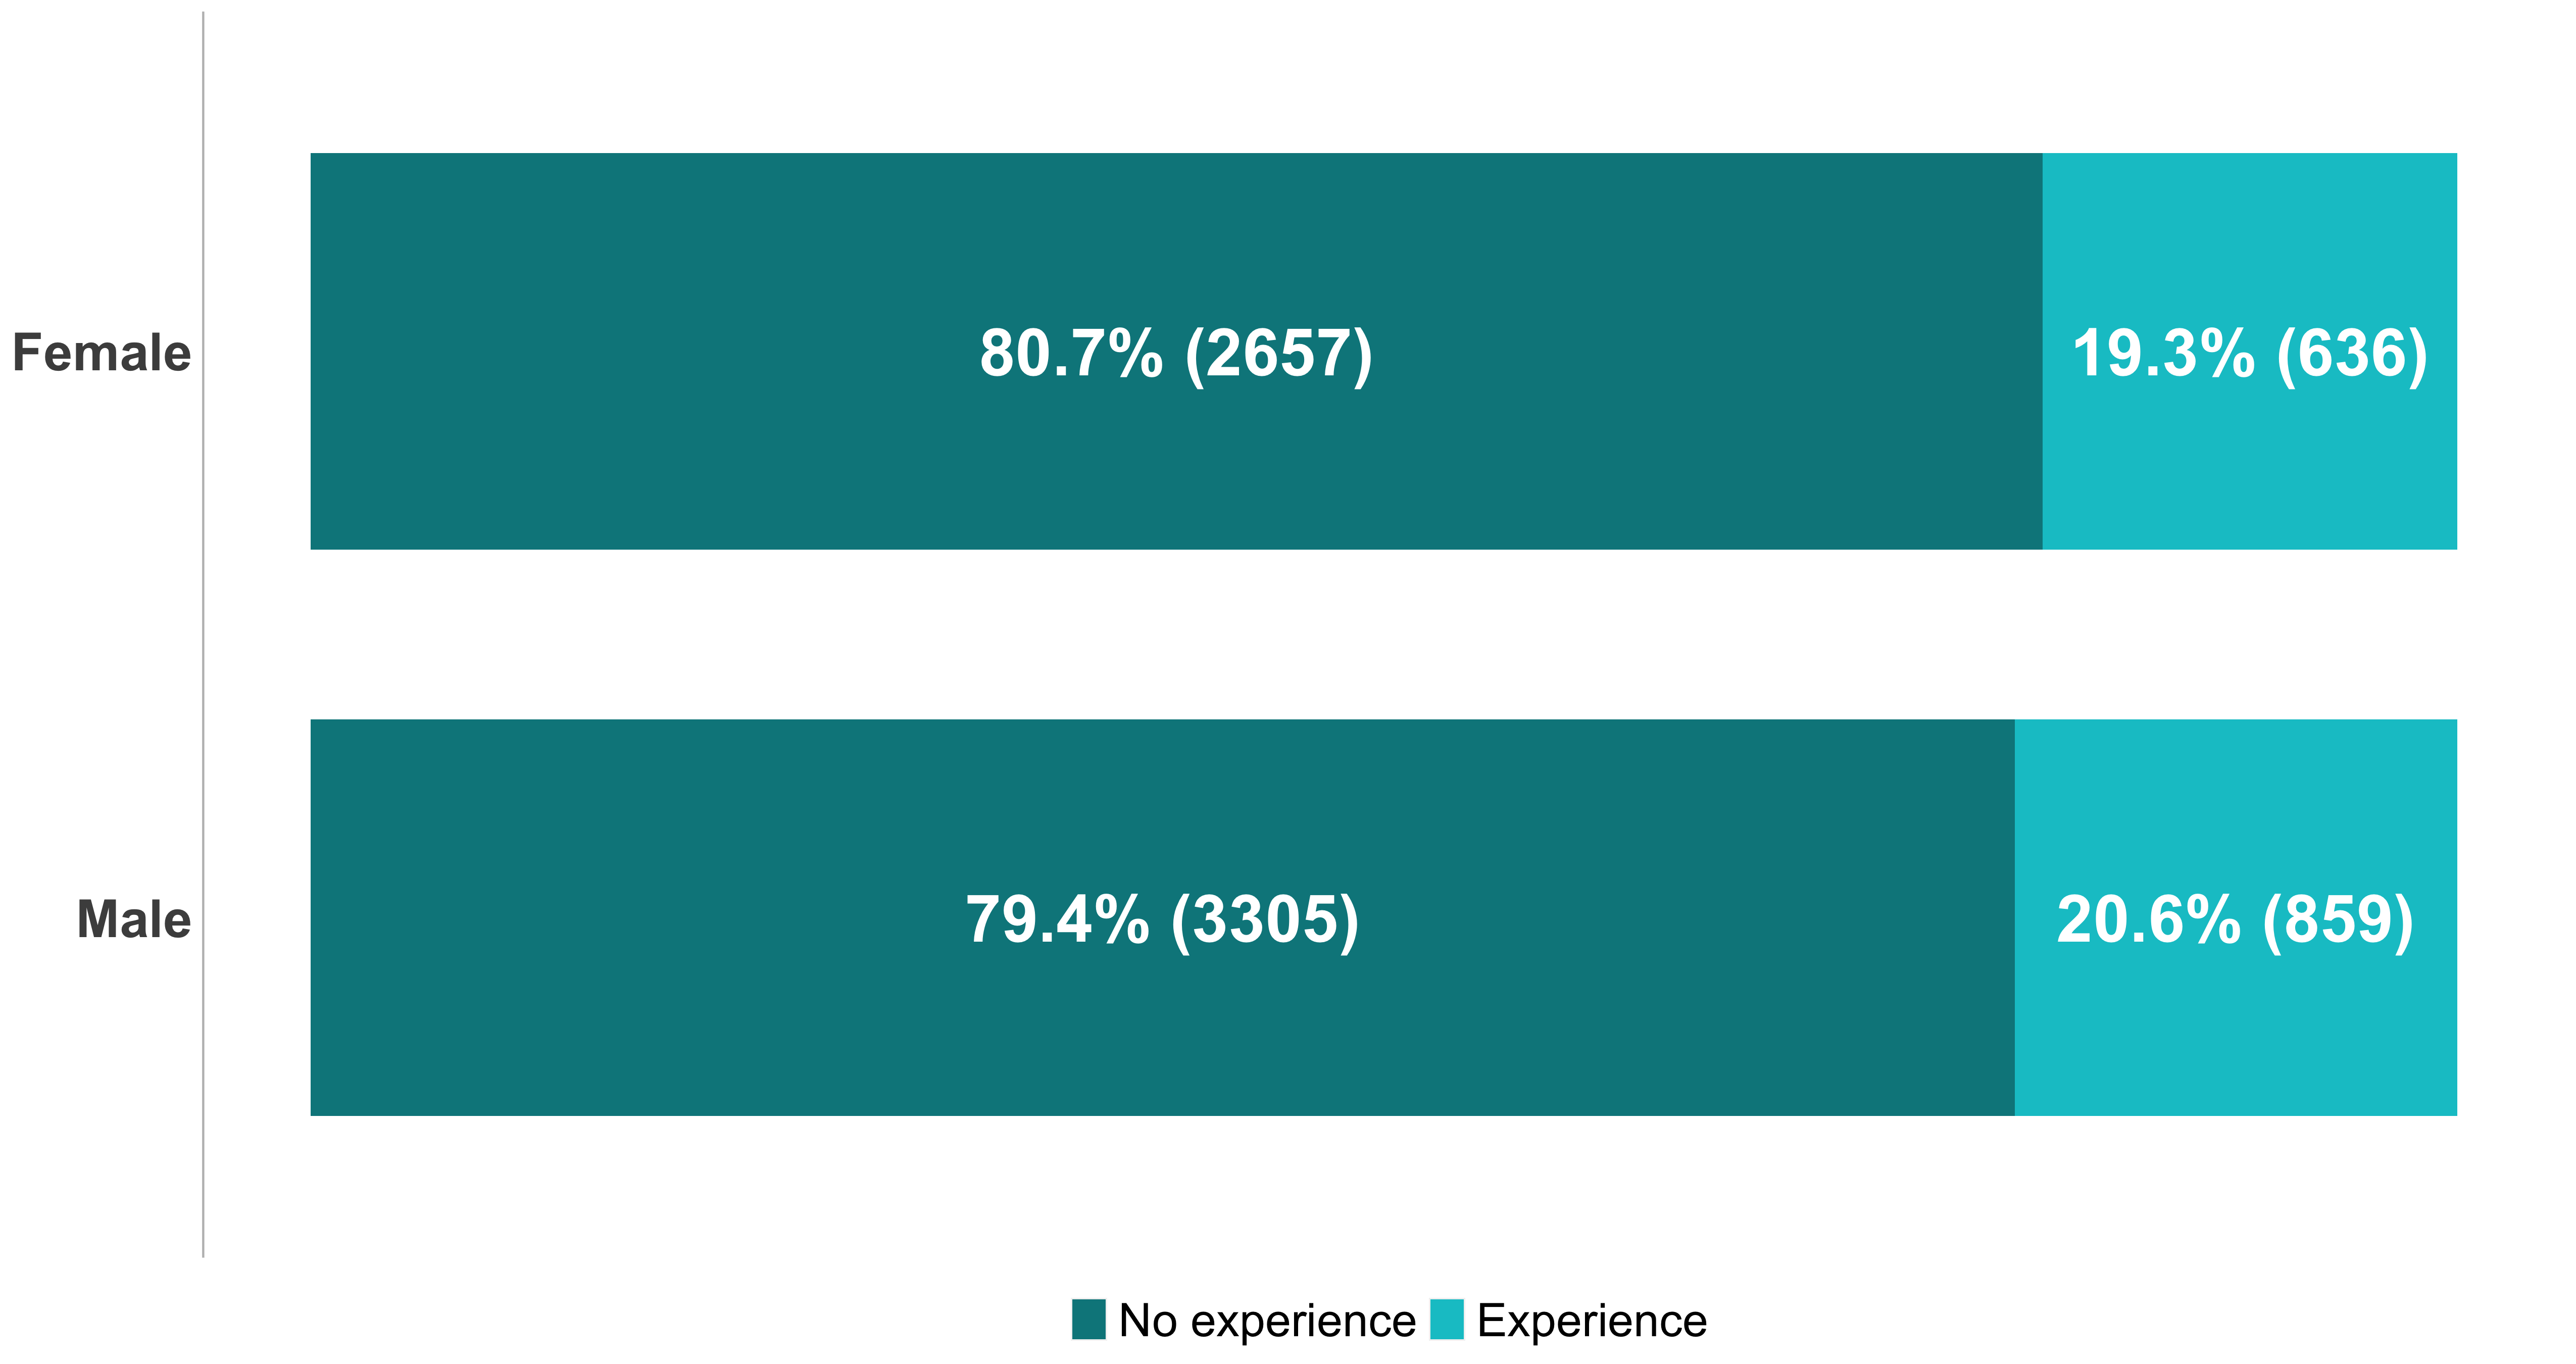 Female 80.7% (2657) 19.3% (636)
Male 79.4% (3305) 20.6% (859)
No experience Experience